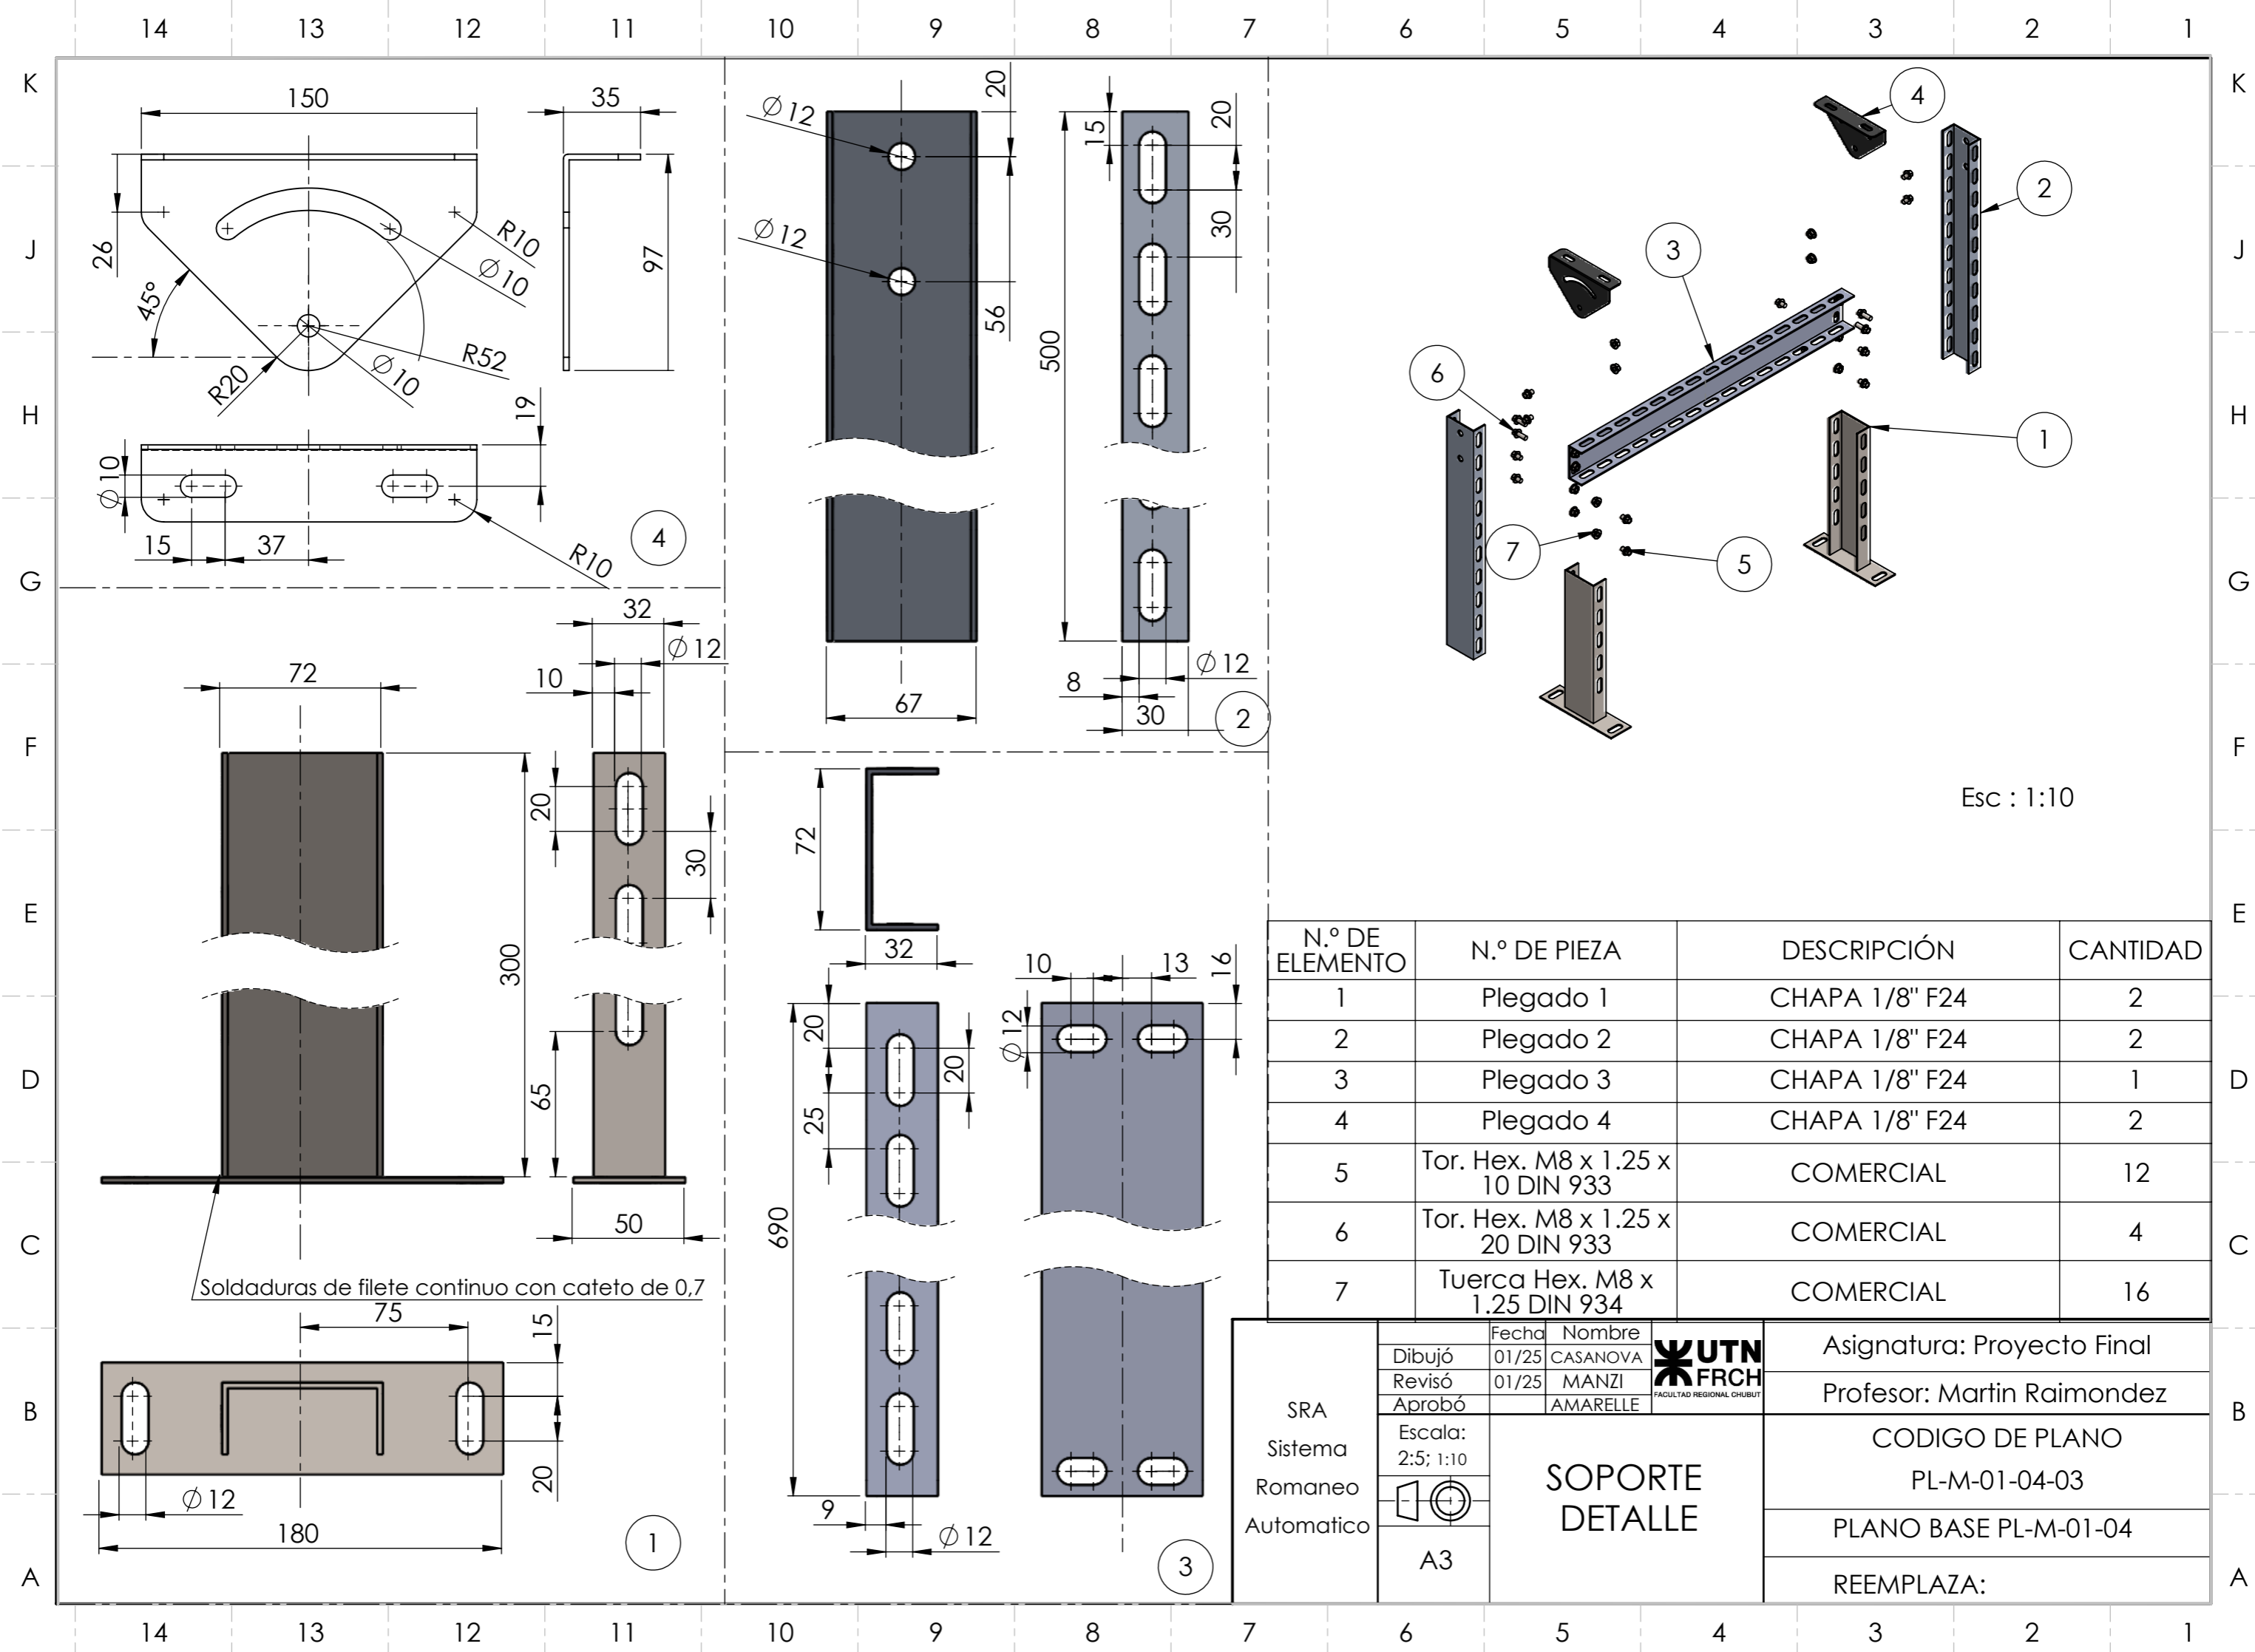 14 13 12 11 10 9 8 7 6 5 4 3 2 1
K K
J J
H H
G G
F F
E E
D D
C C
B B
A A
150
35
26
97
R10
∅10
45°
R52
R20
∅10
19
∅10
15
37
R10
4
∅12
∅12
20
56
67
15
20
30
500
∅12
8
30
2
72
32
∅12
10
20
30
300
65
50
Soldaduras de filete continuo con cateto de 0,7
75
15
20
∅12
180
1
72
32
20
20
25
690
9
∅12
10
13
16
∅12
3
4
2
3
6
1
7
5
Esc : 1:10
N.º DE ELEMENTO N.º DE PIEZA DESCRIPCIÓN CANTIDAD
1 Plegado 1 CHAPA 1/8" F24 2
2 Plegado 2 CHAPA 1/8" F24 2
3 Plegado 3 CHAPA 1/8" F24 1
4 Plegado 4 CHAPA 1/8" F24 2
5 Tor. Hex. M8 x 1.25 x 10 DIN 933 COMERCIAL 12
6 Tor. Hex. M8 x 1.25 x 20 DIN 933 COMERCIAL 4
7 Tuerca Hex. M8 x 1.25 DIN 934 COMERCIAL 16
SRA
Sistema
Romaneo
Automatico
Fecha Nombre
Dibujó 01/25 CASANOVA
Revisó 01/25 MANZI
Aprobó AMARELLE
UTN
FRCH
FACULTAD REGIONAL CHUBUT
Asignatura: Proyecto Final
Profesor: Martin Raimondez
Escala:
2:5; 1:10
A3
SOPORTE
DETALLE
CODIGO DE PLANO
PL-M-01-04-03
PLANO BASE PL-M-01-04
REEMPLAZA:
14 13 12 11 10 9 8 7 6 5 4 3 2 1